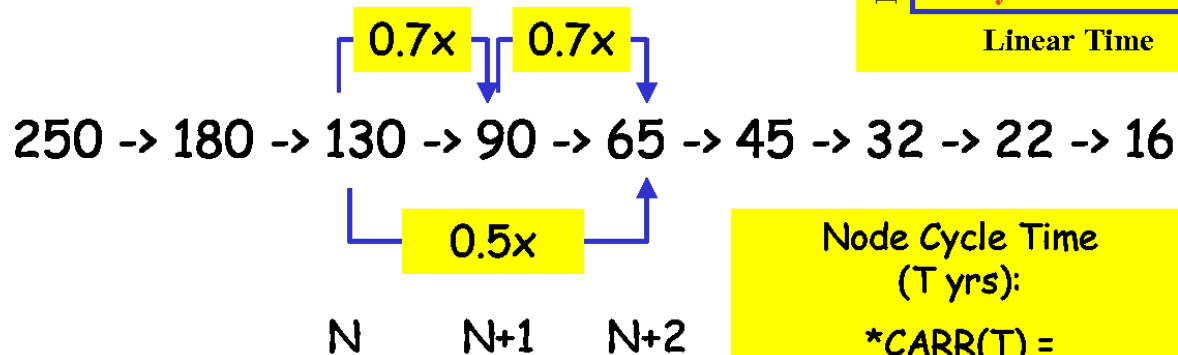 0.7x 0.7x
Linear Time
250 -> 180 -> 130 -> 90 -> 65 -> 45 -> 32 -> 22 -> 16
0.5x
Node Cycle Time
(T yrs):
*CARR(T) =
N N+1 N+2